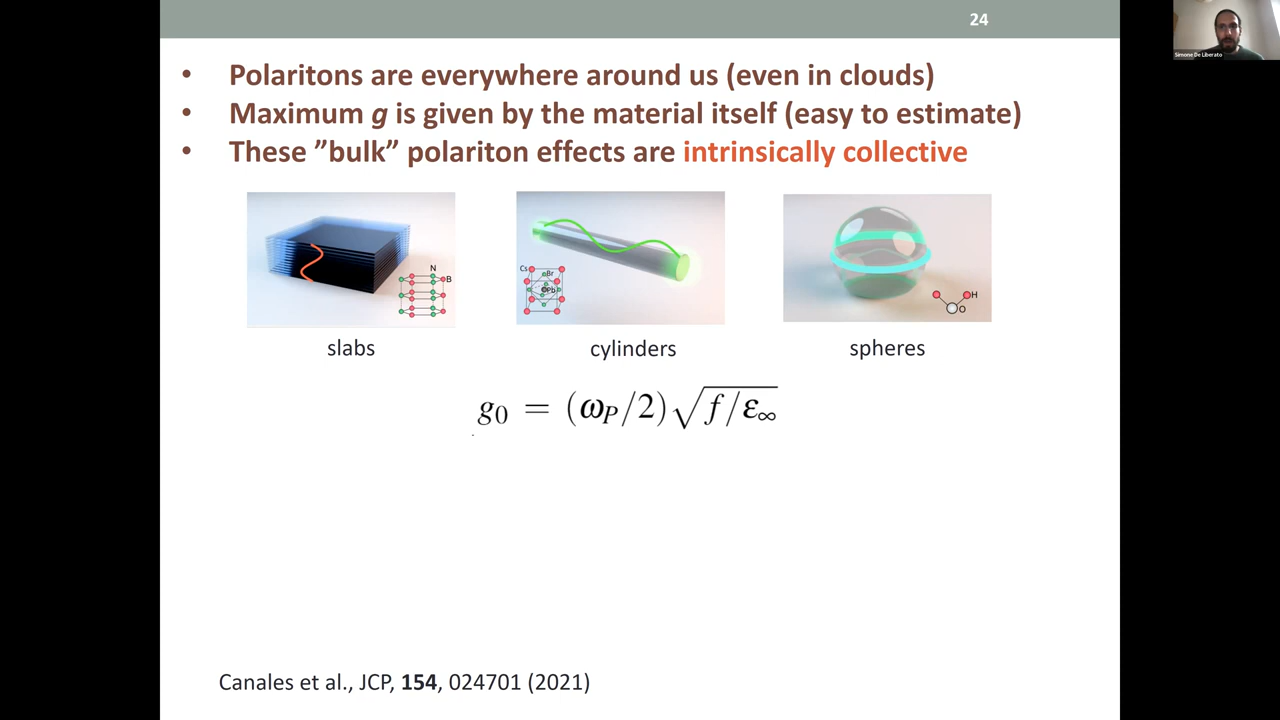 24
Simone De Liberato
• Polaritons are everywhere around us (even in clouds)
• Maximum g is given by the material itself (easy to estimate)
• These ”bulk” polariton effects are intrinsically collective
N
B
Cs
Br
Pb
H
O
slabs
cylinders
spheres
g₀ = (ω_P/2)√f/ε_∞
Canales et al., JCP, 154, 024701 (2021)